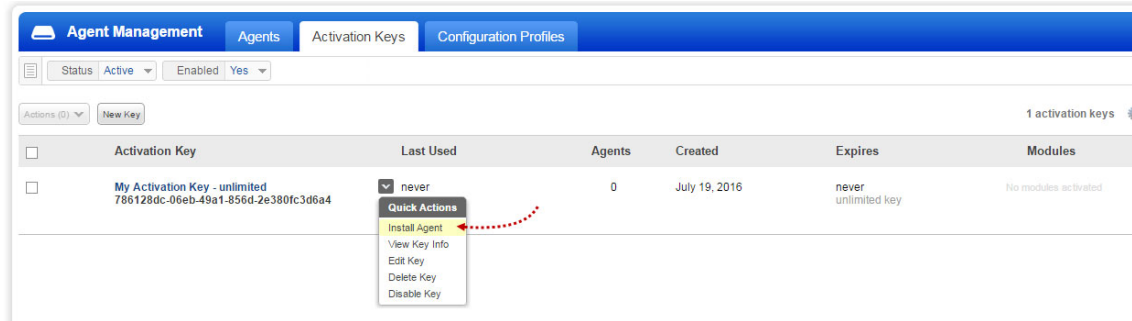 Agent Management
Agents
Activation Keys
Configuration Profiles
Status Active
Enabled Yes
Actions (0)
New Key
1 activation keys
Activation Key Last Used Agents Created Expires Modules
My Activation Key - unlimited never 0 July 19, 2016 never No modules activated
786128dc-06eb-49a1-856d-2e380fc3d6a4 unlimited key
Quick Actions
Install Agent
View Key Info
Edit Key
Delete Key
Disable Key